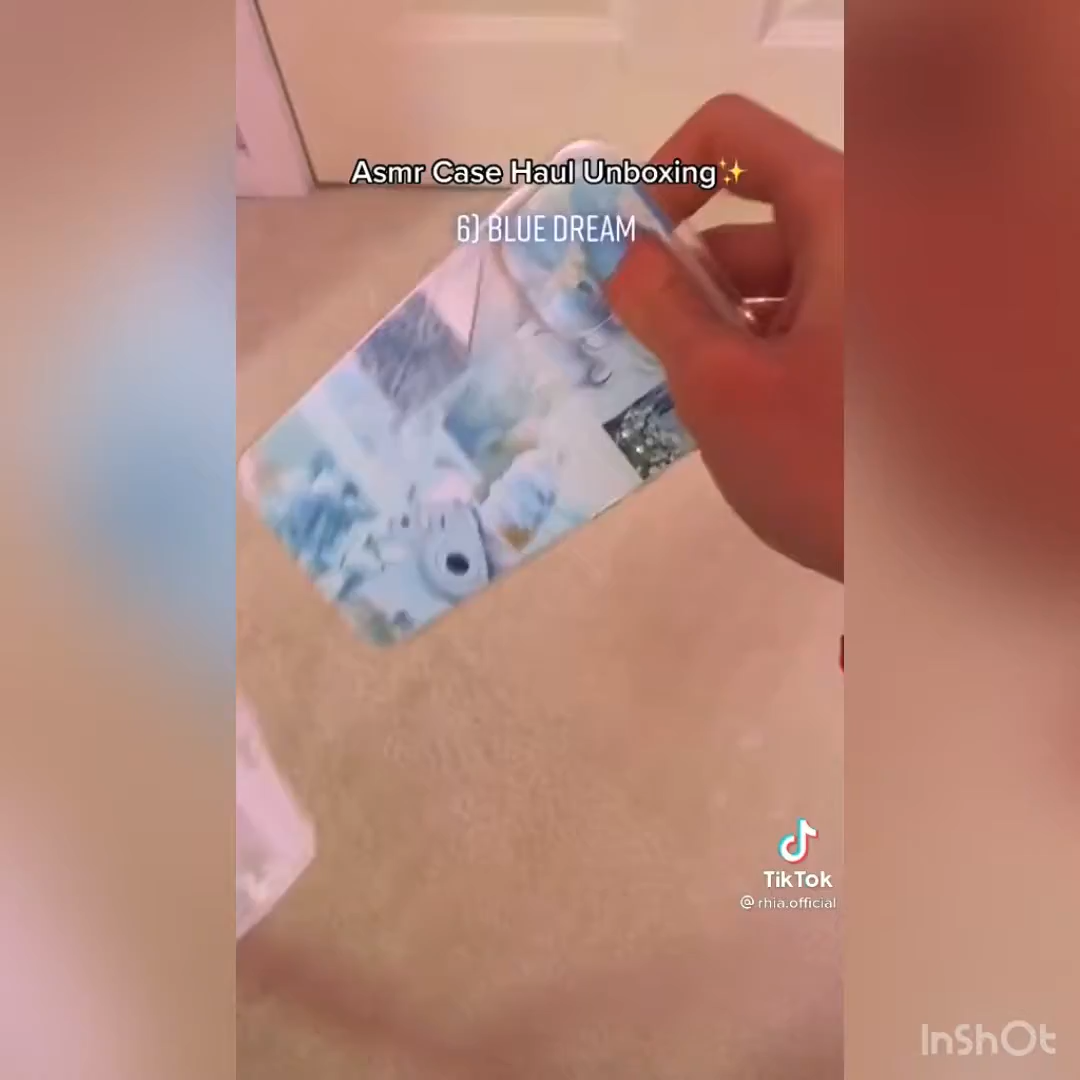 Asmr Case Haul Unboxing✨
6) BLUE DREAM
TikTok
@rhia.official
InShOt